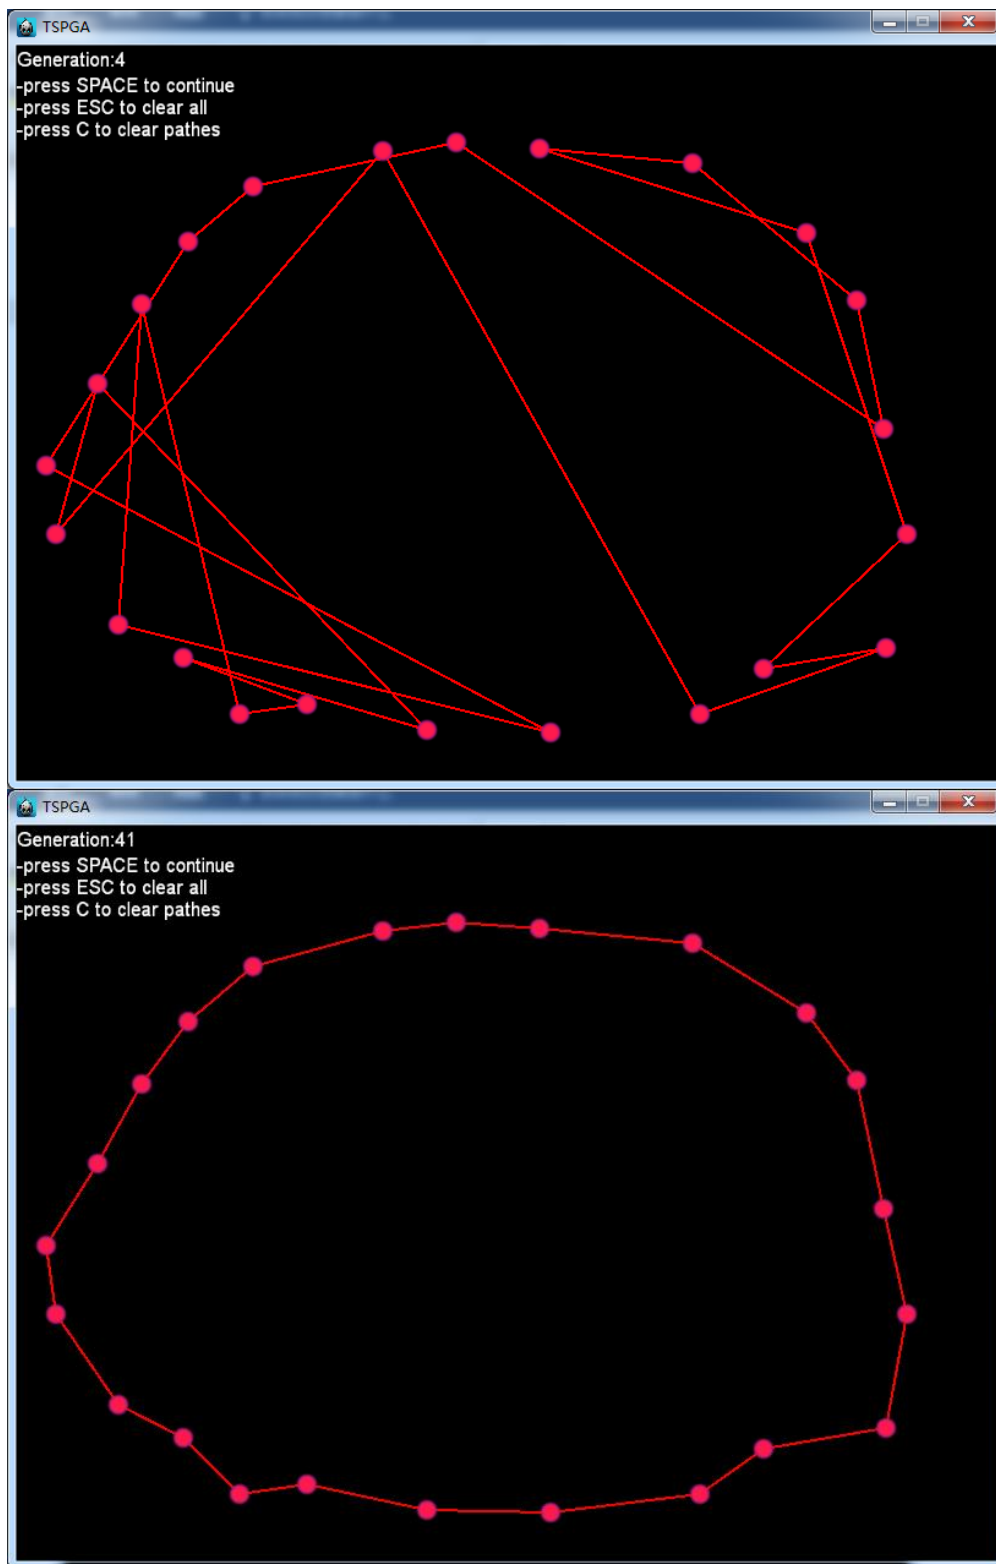 TSPGA
Generation:4
-press SPACE to continue
-press ESC to clear all
-press C to clear pathes
TSPGA
Generation:41
-press SPACE to continue
-press ESC to clear all
-press C to clear pathes